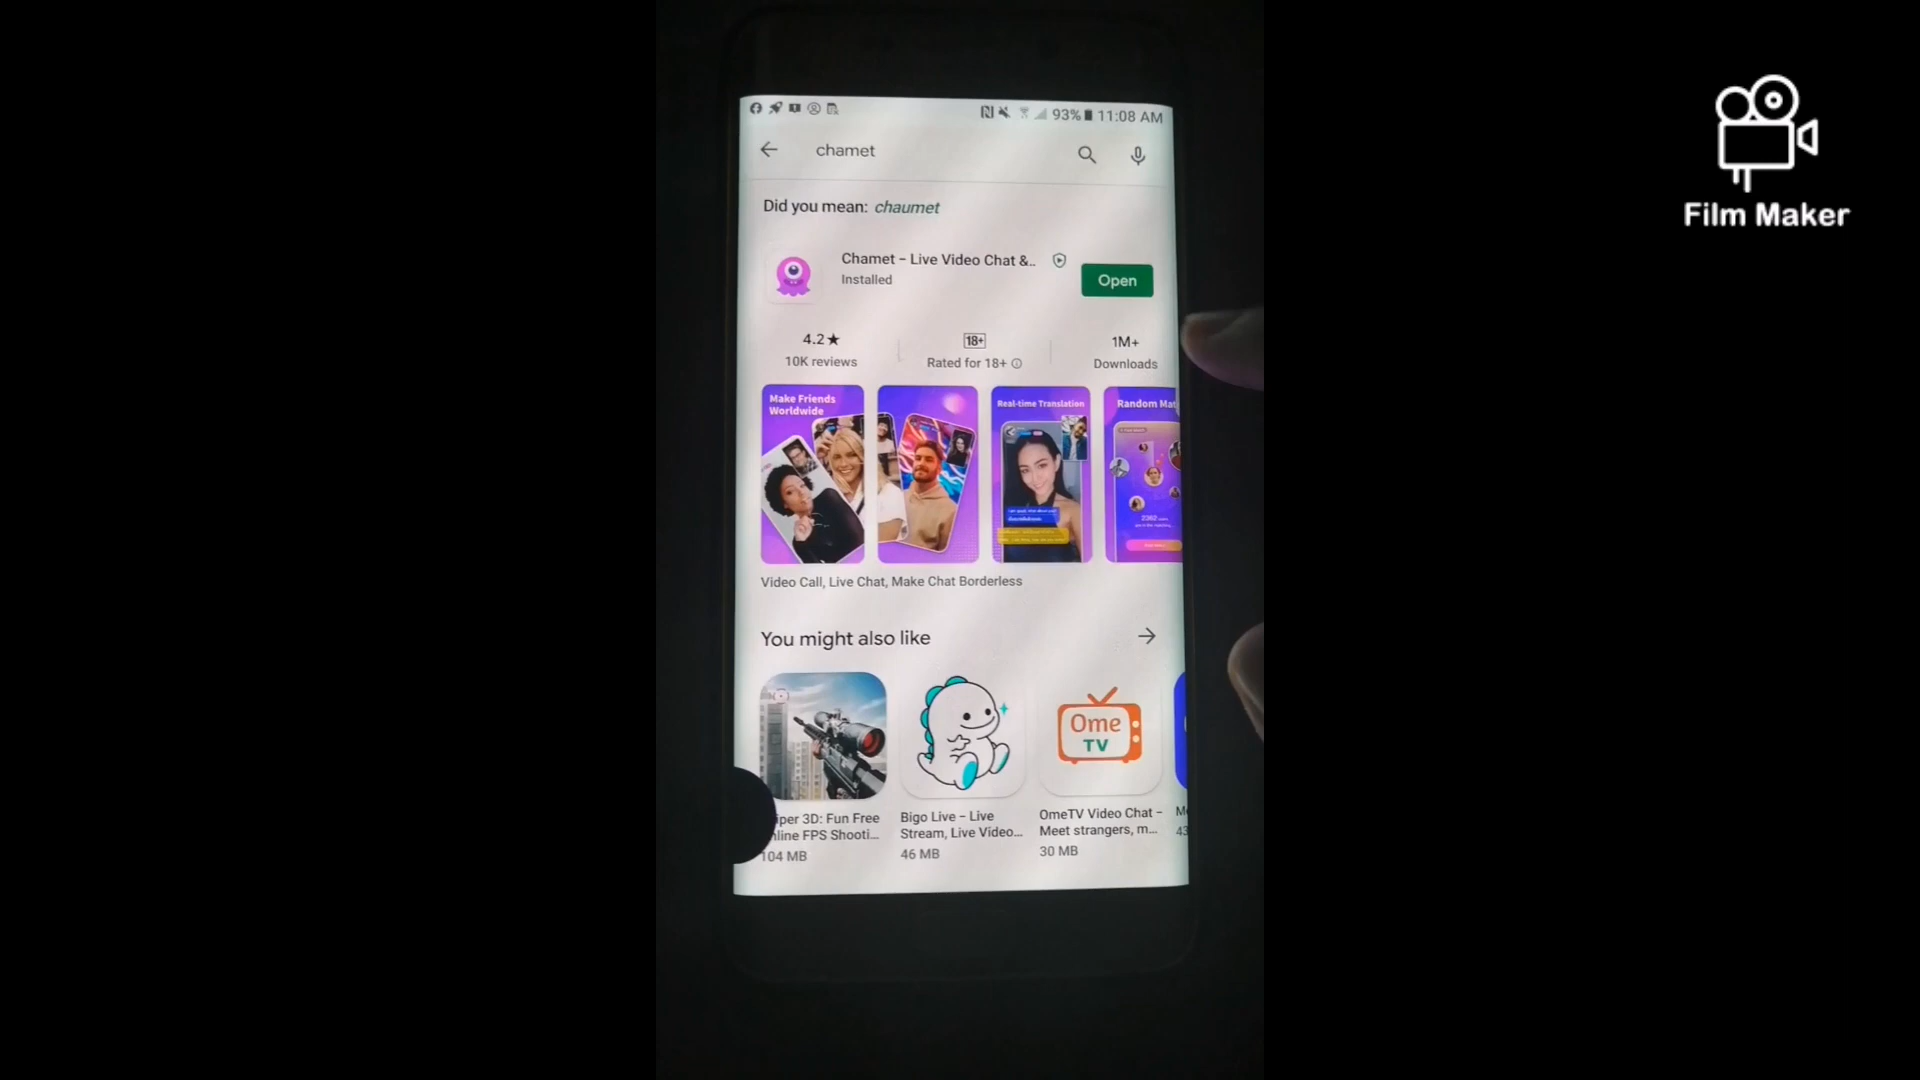 93% 11:08 AM
chamet
Did you mean: chaumet
Chamet – Live Video Chat &..
Installed
Open
4.2★
10K reviews
18+
Rated for 18+
1M+
Downloads
Make Friends
Worldwide
Real-time Translation
Random Mat
2362
Video Call, Live Chat, Make Chat Borderless
You might also like
Ome
TV
iper 3D: Fun Free
nline FPS Shooti...
104 MB
Bigo Live – Live
Stream, Live Video...
46 MB
OmeTV Video Chat –
Meet strangers, m...
30 MB
43
Film Maker